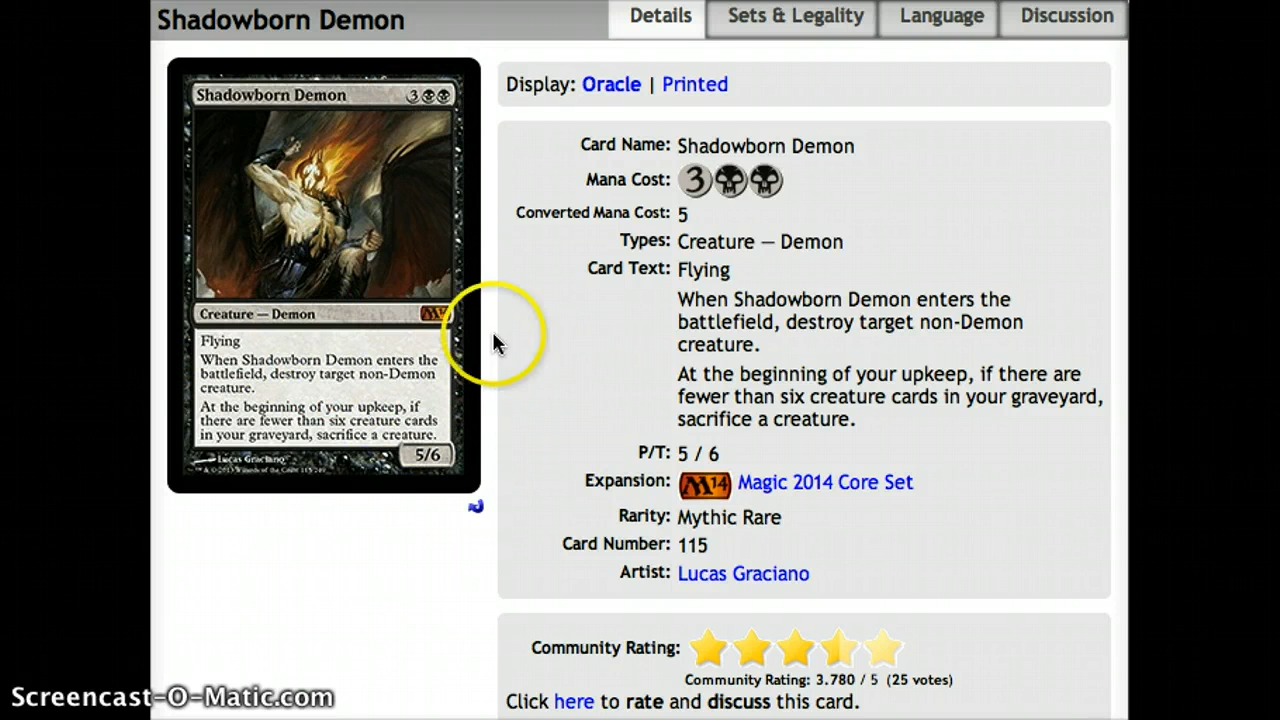 Shadowborn Demon
Details
Sets & Legality
Language
Discussion
Shadowborn Demon 3
Creature — Demon
Flying
When Shadowborn Demon enters the
battlefield, destroy target non-Demon
creature.
At the beginning of your upkeep, if
there are fewer than six creature cards
in your graveyard, sacrifice a creature.
5/6
Lucas Graciano
Display: Oracle | Printed
Card Name: Shadowborn Demon
Mana Cost: 3
Converted Mana Cost: 5
Types: Creature — Demon
Card Text: Flying
When Shadowborn Demon enters the
battlefield, destroy target non-Demon
creature.
At the beginning of your upkeep, if there are
fewer than six creature cards in your graveyard,
sacrifice a creature.
P/T: 5 / 6
Expansion: M14 Magic 2014 Core Set
Rarity: Mythic Rare
Card Number: 115
Artist: Lucas Graciano
Community Rating:
Community Rating: 3.780 / 5 (25 votes)
Click here to rate and discuss this card.
Screencast-O-Matic.com